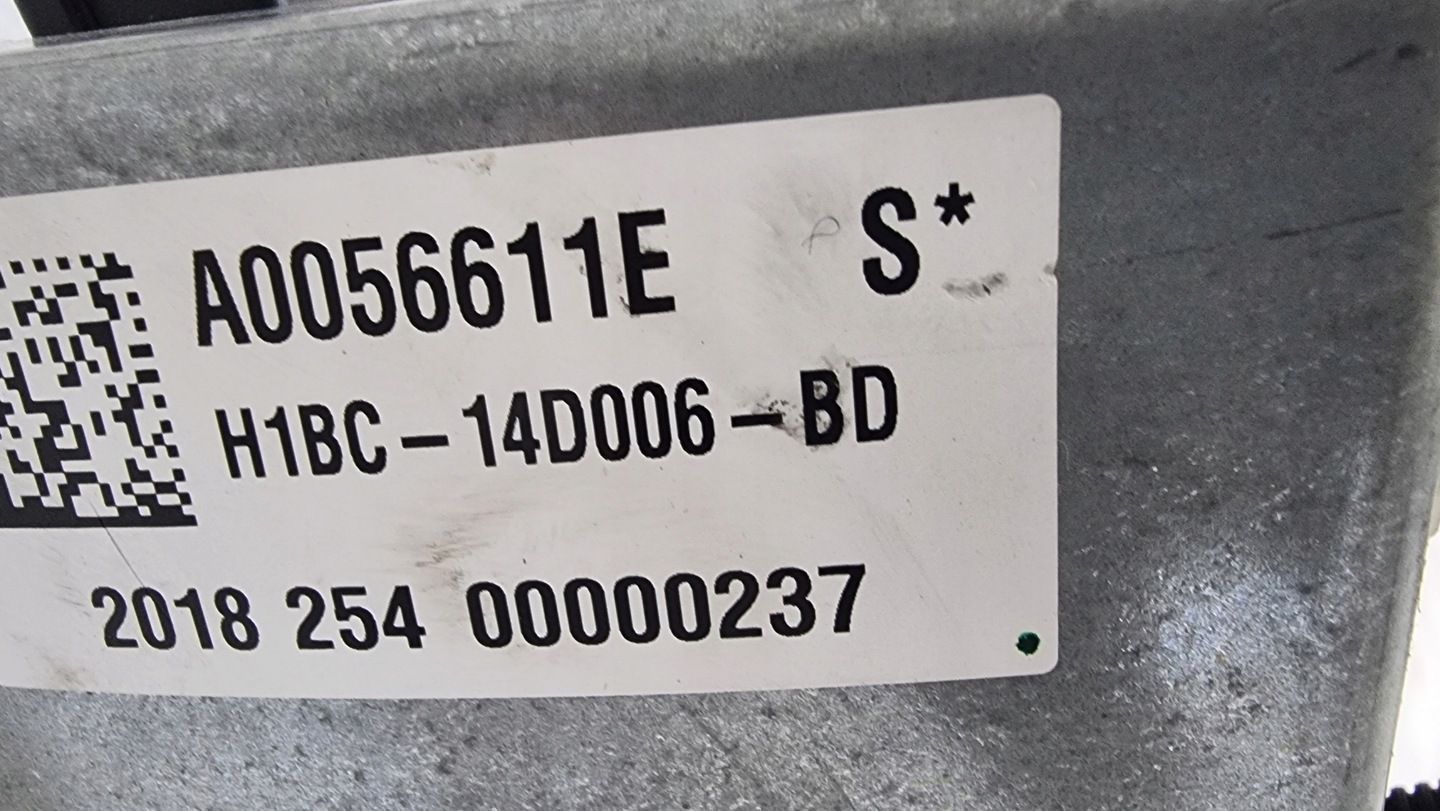 A0056611E S*
H1BC-14D006-BD
2018 254 00000237